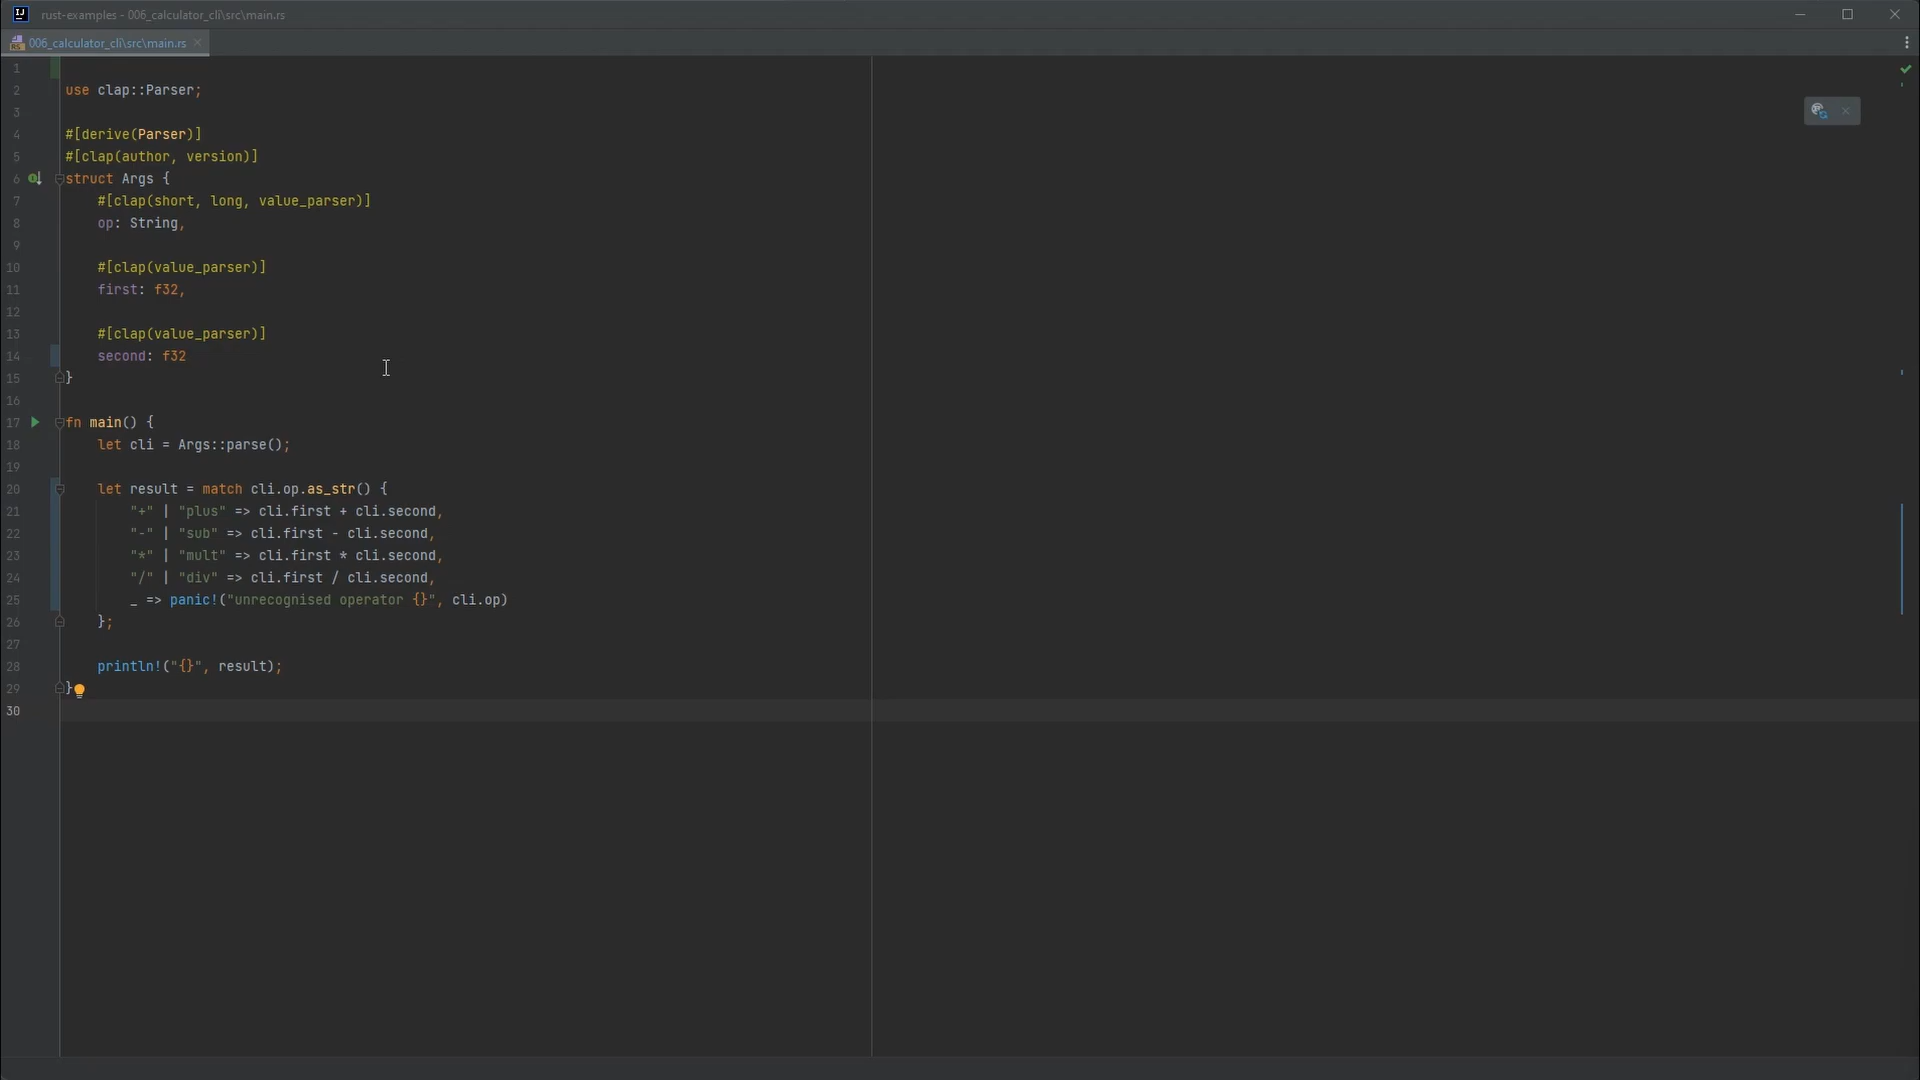 rust-examples - 006_calculator_cli\src\main.rs
006_calculator_cli\src\main.rs
1
2 use clap::Parser;
3
4 #[derive(Parser)]
5 #[clap(author, version)]
6 struct Args {
7 #[clap(short, long, value_parser)]
8 op: String,
9
10 #[clap(value_parser)]
11 first: f32,
12
13 #[clap(value_parser)]
14 second: f32
15 }
16
17 fn main() {
18 let cli = Args::parse();
19
20 let result = match cli.op.as_str() {
21 "+" | "plus" => cli.first + cli.second,
22 "-" | "sub" => cli.first - cli.second,
23 "*" | "mult" => cli.first * cli.second,
24 "/" | "div" => cli.first / cli.second,
25 _ => panic!("unrecognised operator {}", cli.op)
26 };
27
28 println!("{}", result);
29 }
30